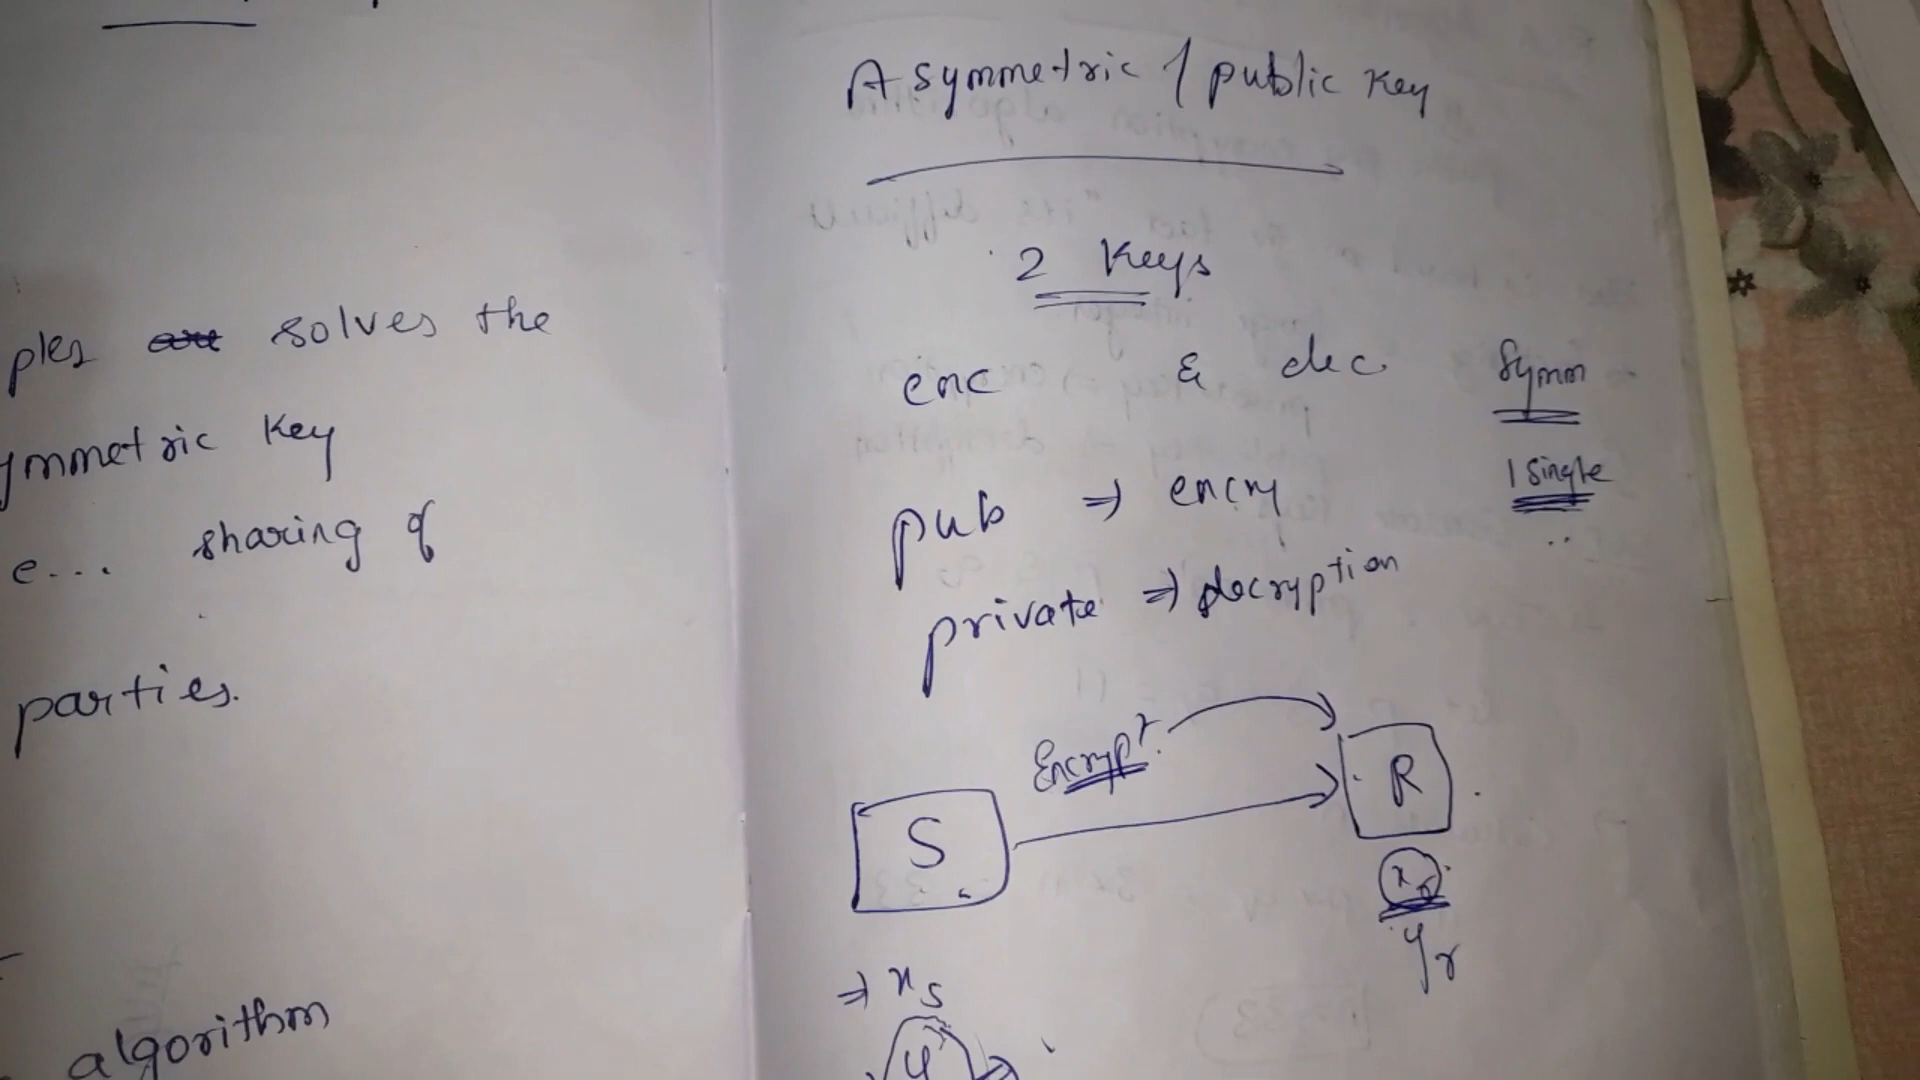 ples solves the
ymmetric Key
e... sharing of
parties.
algorithm
Asymmetric / public Key
2 Keys
enc & dec.
Symm
1 Single
pub ⇒ encry
private ⇒ decryption
Encrypt
S
R
xr
yr
⇒ xs
y